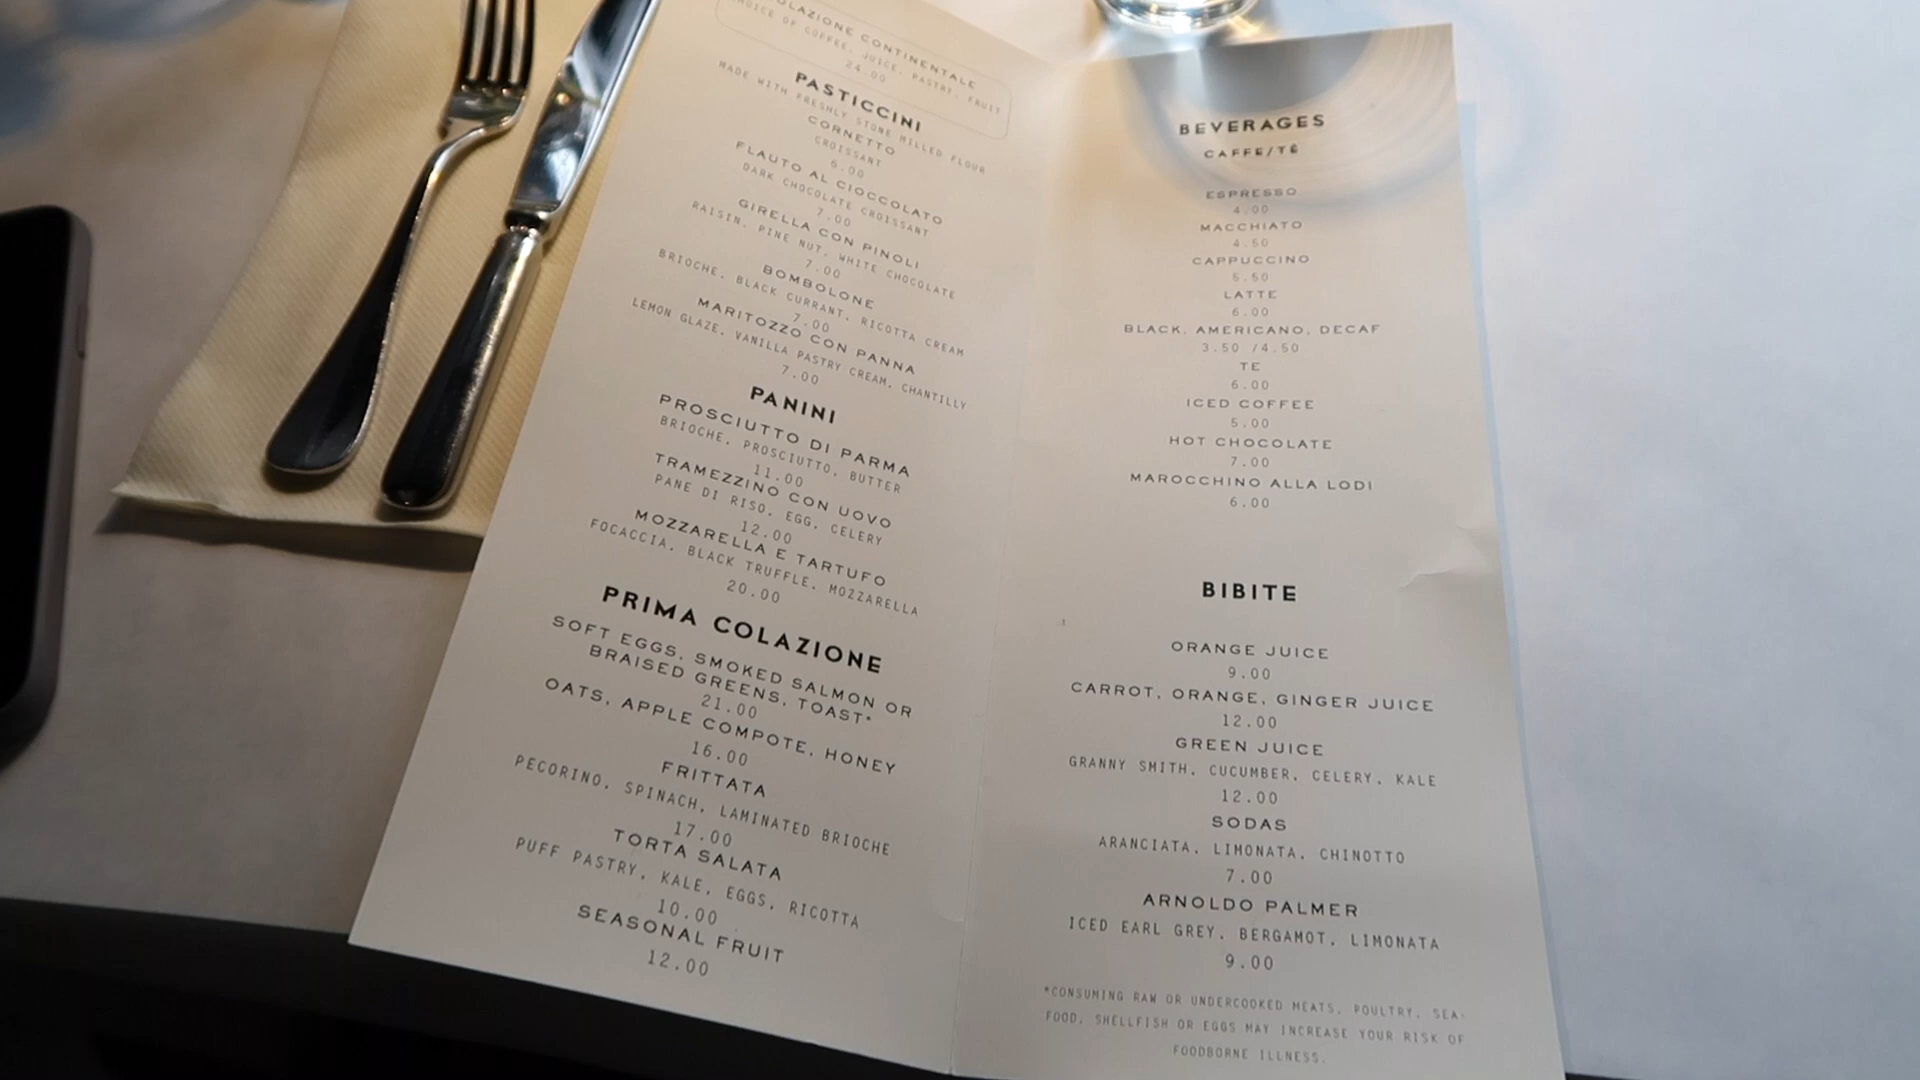 COLAZIONE CONTINENTALE
CHOICE OF COFFEE, JUICE, PASTRY, FRUIT
24.00
PASTICCINI
MADE WITH FRESHLY STONE MILLED FLOUR
CORNETTO
CROISSANT
6.00
FLAUTO AL CIOCCOLATO
DARK CHOCOLATE CROISSANT
7.00
GIRELLA CON PINOLI
RAISIN, PINE NUT, WHITE CHOCOLATE
7.00
BOMBOLONE
BRIOCHE, BLACK CURRANT, RICOTTA CREAM
7.00
MARITOZZO CON PANNA
LEMON GLAZE, VANILLA PASTRY CREAM, CHANTILLY
7.00
PANINI
PROSCIUTTO DI PARMA
BRIOCHE, PROSCIUTTO, BUTTER
11.00
TRAMEZZINO CON UOVO
PANE DI RISO, EGG, CELERY
12.00
MOZZARELLA E TARTUFO
FOCACCIA, BLACK TRUFFLE, MOZZARELLA
20.00
PRIMA COLAZIONE
SOFT EGGS, SMOKED SALMON OR
BRAISED GREENS, TOAST*
21.00
OATS, APPLE COMPOTE, HONEY
16.00
FRITTATA
PECORINO, SPINACH, LAMINATED BRIOCHE
17.00
TORTA SALATA
PUFF PASTRY, KALE, EGGS, RICOTTA
10.00
SEASONAL FRUIT
12.00
BEVERAGES
CAFFE/TÊ
ESPRESSO
4.00
MACCHIATO
4.50
CAPPUCCINO
5.50
LATTE
6.00
BLACK, AMERICANO, DECAF
3.50 /4.50
TE
6.00
ICED COFFEE
5.00
HOT CHOCOLATE
7.00
MAROCCHINO ALLA LODI
6.00
BIBITE
ORANGE JUICE
9.00
CARROT, ORANGE, GINGER JUICE
12.00
GREEN JUICE
GRANNY SMITH, CUCUMBER, CELERY, KALE
12.00
SODAS
ARANCIATA, LIMONATA, CHINOTTO
7.00
ARNOLDO PALMER
ICED EARL GREY, BERGAMOT, LIMONATA
9.00
*CONSUMING RAW OR UNDERCOOKED MEATS, POULTRY, SEA-
FOOD, SHELLFISH OR EGGS MAY INCREASE YOUR RISK OF
FOODBORNE ILLNESS.